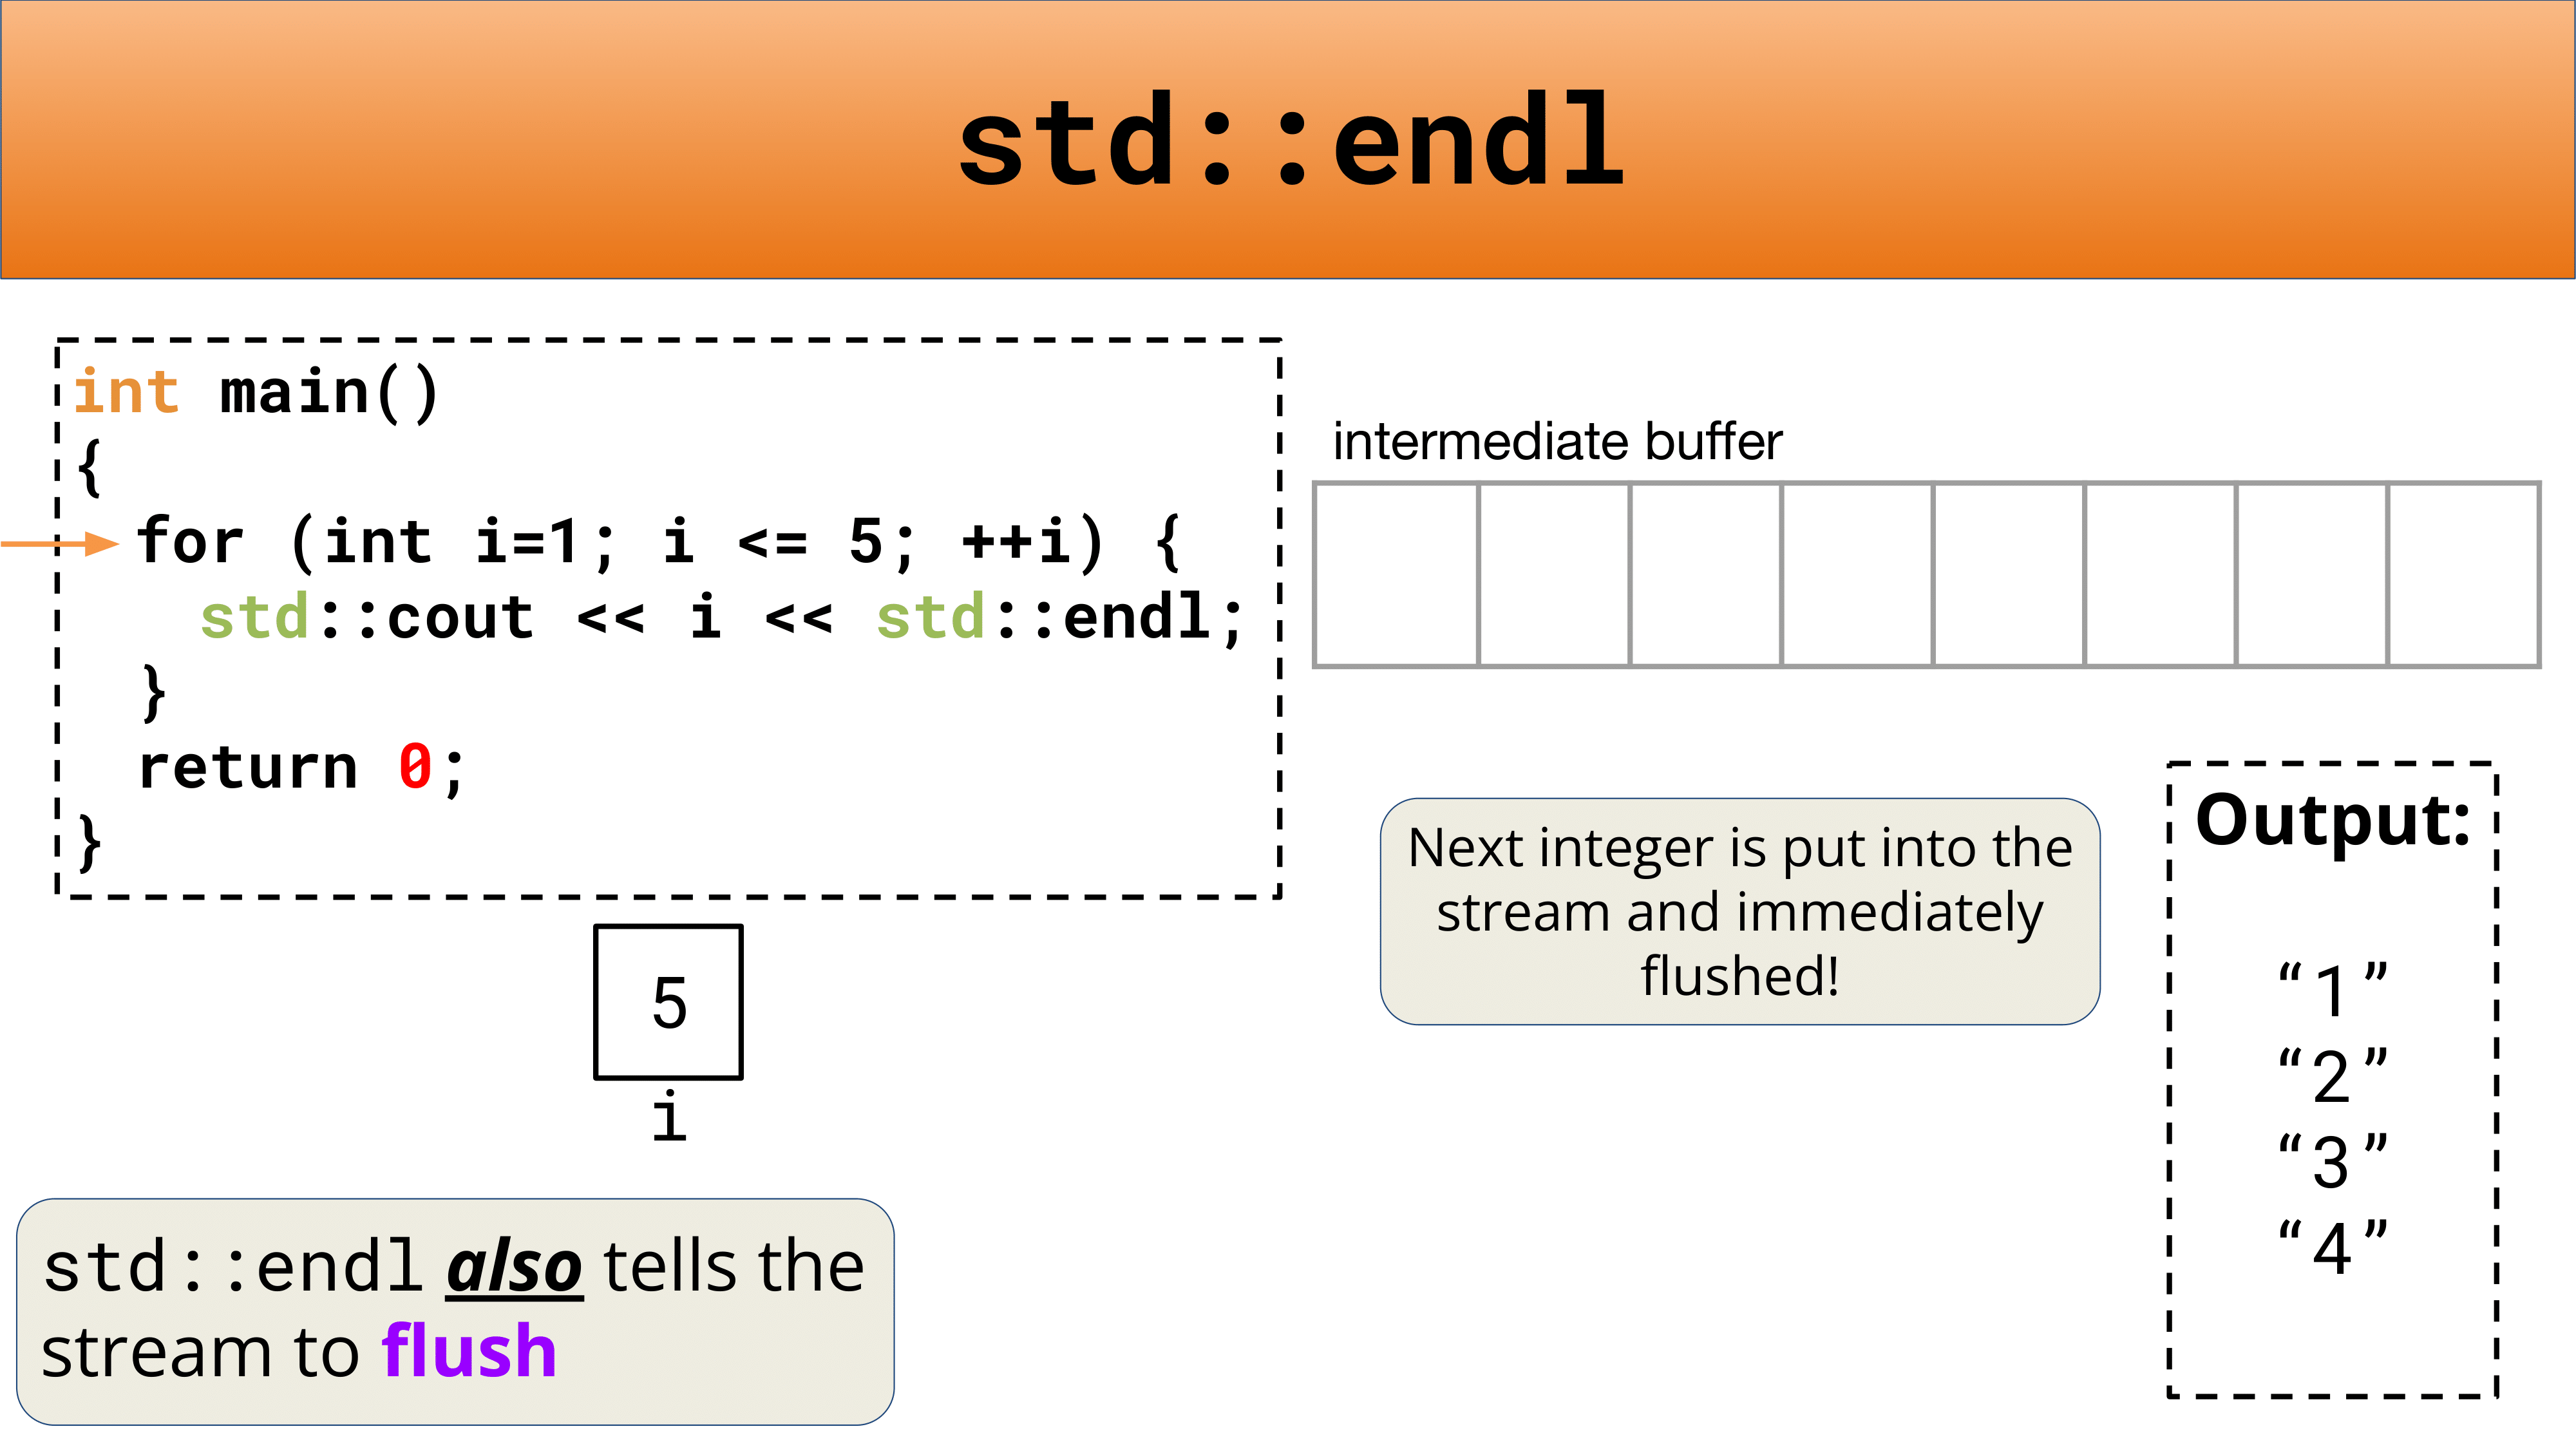 std::endl
int main()
{
for (int i=1; i <= 5; ++i) {
std::cout << i << std::endl;
}
return 0;
}
5
i
std::endl also tells the
stream to flush
intermediate buffer
Next integer is put into the
stream and immediately
flushed!
Output:
“1”
“2”
“3”
“4”